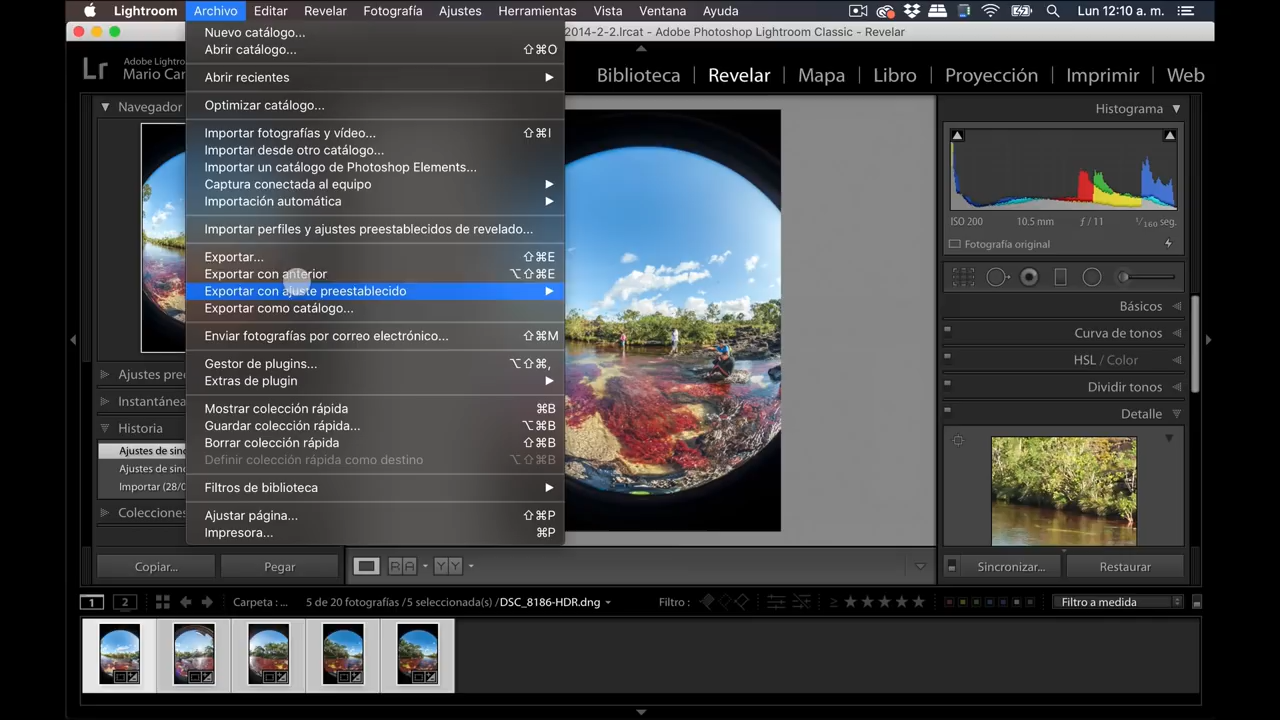 Lightroom Archivo Editar Revelar Fotografía Ajustes Herramientas Vista Ventana Ayuda Lun 12:10 a. m.
2014-2-2.lrcat - Adobe Photoshop Lightroom Classic - Revelar
Lr Adobe Lightro
Mario Car
Biblioteca | Revelar | Mapa | Libro | Proyección | Imprimir | Web
Nuevo catálogo...
Abrir catálogo... ⇧⌘O
Abrir recientes
Optimizar catálogo...
Importar fotografías y vídeo... ⇧⌘I
Importar desde otro catálogo...
Importar un catálogo de Photoshop Elements...
Captura conectada al equipo
Importación automática
Importar perfiles y ajustes preestablecidos de revelado...
Exportar... ⇧⌘E
Exportar con anterior ⌥⇧⌘E
Exportar con ajuste preestablecido
Exportar como catálogo...
Enviar fotografías por correo electrónico... ⇧⌘M
Gestor de plugins... ⌥⇧⌘,
Extras de plugin
Mostrar colección rápida ⌘B
Guardar colección rápida... ⌥⌘B
Borrar colección rápida ⇧⌘B
Definir colección rápida como destino ⌥⇧⌘B
Filtros de biblioteca
Ajustar página... ⇧⌘P
Impresora... ⌘P
Navegador
Ajustes pre
Instantánea
Historia
Ajustes de sinc
Ajustes de sinc
Importar (28/0
Colecciones
Copiar... Pegar
Histograma
ISO 200 10.5 mm ƒ / 11 1/160 seg.
Fotografía original
Básicos
Curva de tonos
HSL / Color
Dividir tonos
Detalle
R A Y Y
Sincronizar... Restaurar
1 2 Carpeta : ... 5 de 20 fotografías /5 seleccionada(s) /DSC_8186-HDR.dng Filtro : ≥ ★★★★★ Filtro a medida